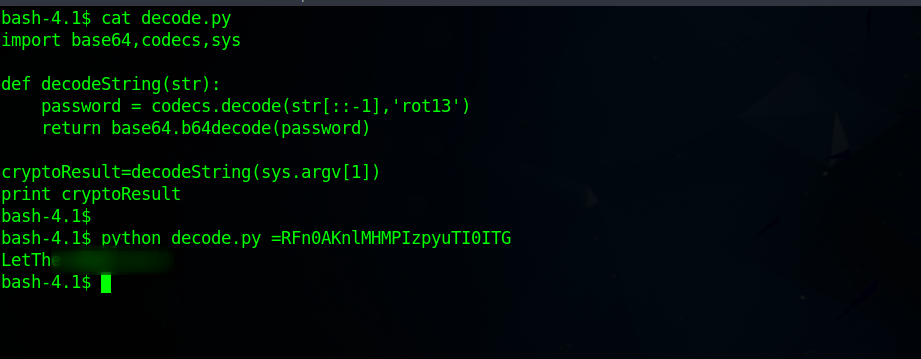 bash-4.1$ cat decode.py
import base64,codecs,sys
def decodeString(str):
    password = codecs.decode(str[::-1],'rot13')
    return base64.b64decode(password)
cryptoResult=decodeString(sys.argv[1])
print cryptoResult
bash-4.1$
bash-4.1$ python decode.py =RFn0AKnlMHMPIzpyuTI0ITG
LetThe
bash-4.1$